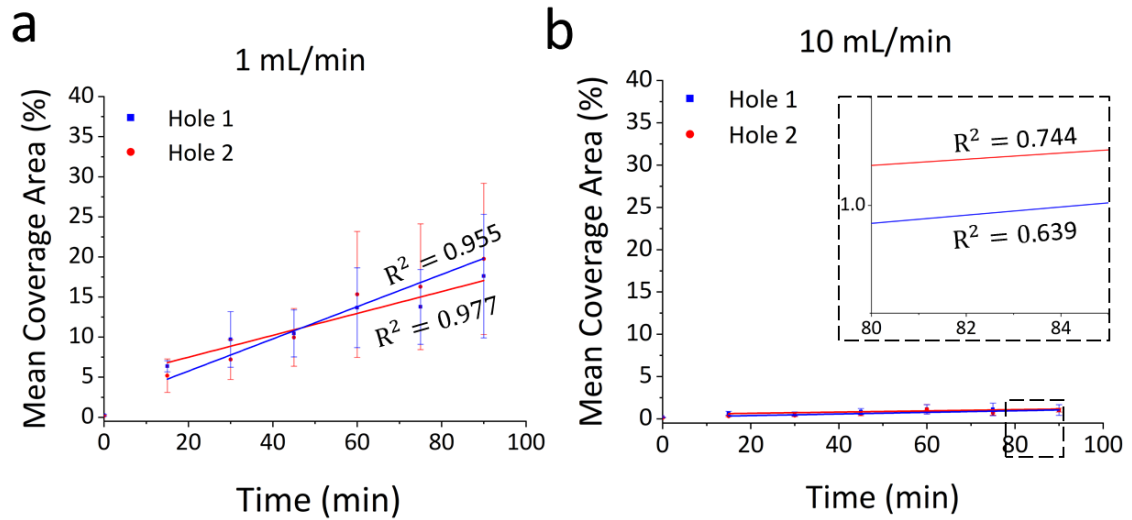 a
1 mL/min
Mean Coverage Area (%)
40
35
30
25
20
15
10
5
0
Hole 1
Hole 2
R² = 0.955
R² = 0.977
0 20 40 60 80 100
Time (min)
b
10 mL/min
Mean Coverage Area (%)
40
35
30
25
20
15
10
5
0
Hole 1
Hole 2
R² = 0.744
1.0
R² = 0.639
80 82 84
0 20 40 60 80 100
Time (min)